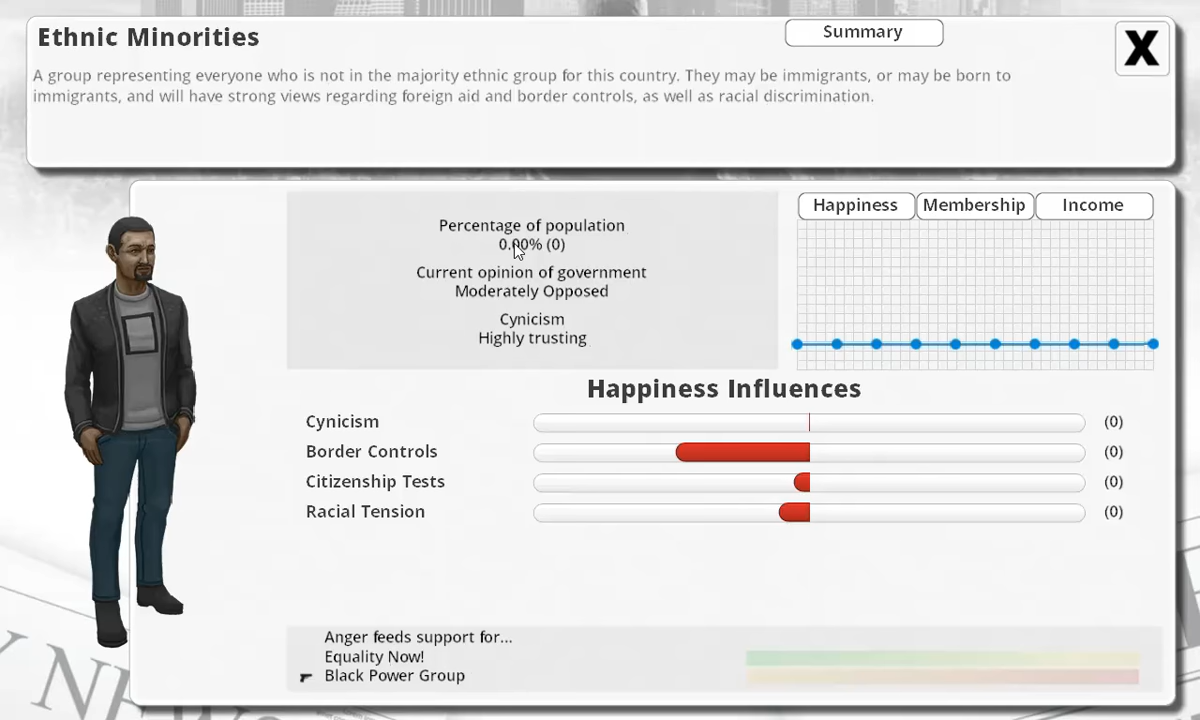 Ethnic Minorities
Summary
X
A group representing everyone who is not in the majority ethnic group for this country. They may be immigrants, or may be born to
immigrants, and will have strong views regarding foreign aid and border controls, as well as racial discrimination.
Percentage of population
0.00% (0)
Current opinion of government
Moderately Opposed
Cynicism
Highly trusting
Happiness
Membership
Income
Happiness Influences
Cynicism (0)
Border Controls (0)
Citizenship Tests (0)
Racial Tension (0)
Anger feeds support for...
Equality Now!
Black Power Group